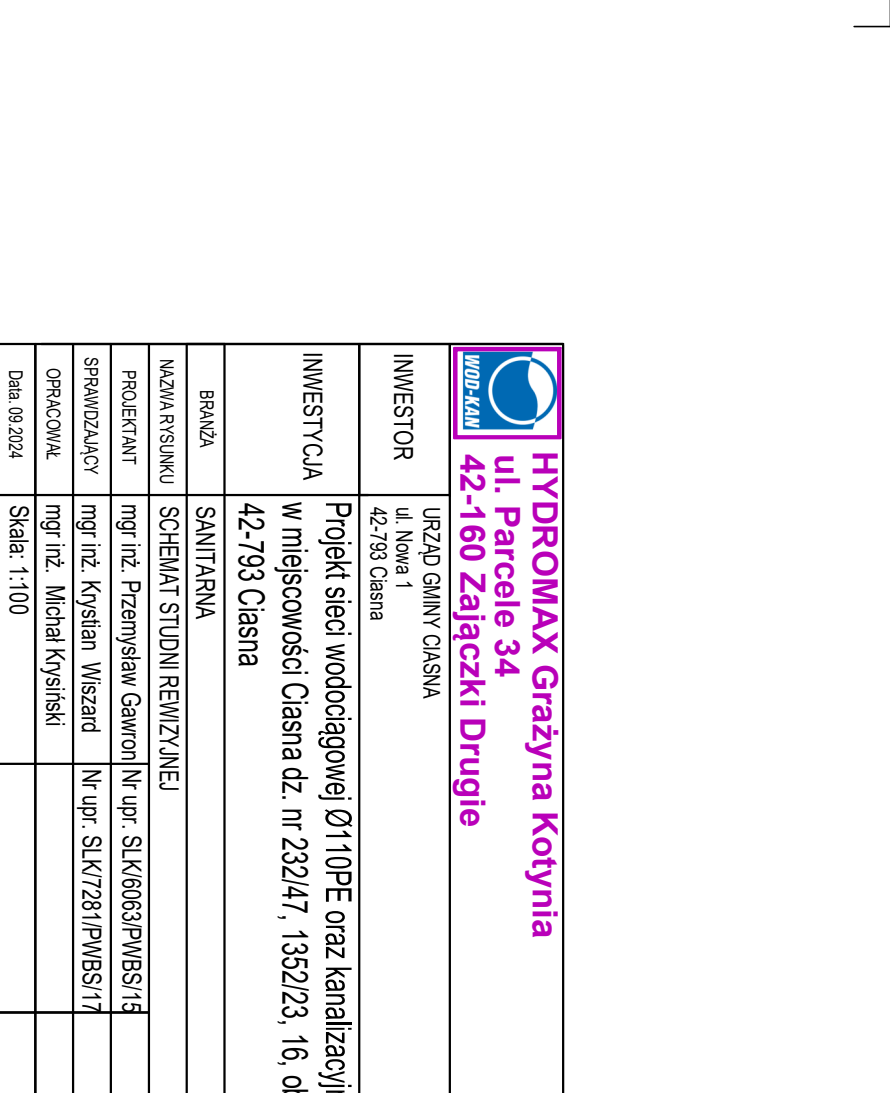 WOD-KAN
HYDROMAX Grażyna Kotynia
ul. Parcele 34
42-160 Zajączki Drugie
INWESTOR
URZĄD GMINY CIASNA
ul. Nowa 1
42-793 Ciasna
INWESTYCJA
Projekt sieci wodociągowej Ø110PE oraz
w miejscowości Ciasna dz. nr 232/47, 1352/23, 16,
42-793 Ciasna
BRANŻA
SANITARNA
NAZWA RYSUNKU
SCHEMAT STUDNI REWIZYJNEJ
PROJEKTANT
mgr inż. Przemysław Gawron
Nr upr. SLK/6063/PWBS/15
SPRAWDZAJĄCY
mgr inż. Krystian Wiszard
Nr upr. SLK/7281/PWBS/17
OPRACOWAŁ
mgr inż. Michał Krysiński
Data. 09.2024
Skala: 1:100